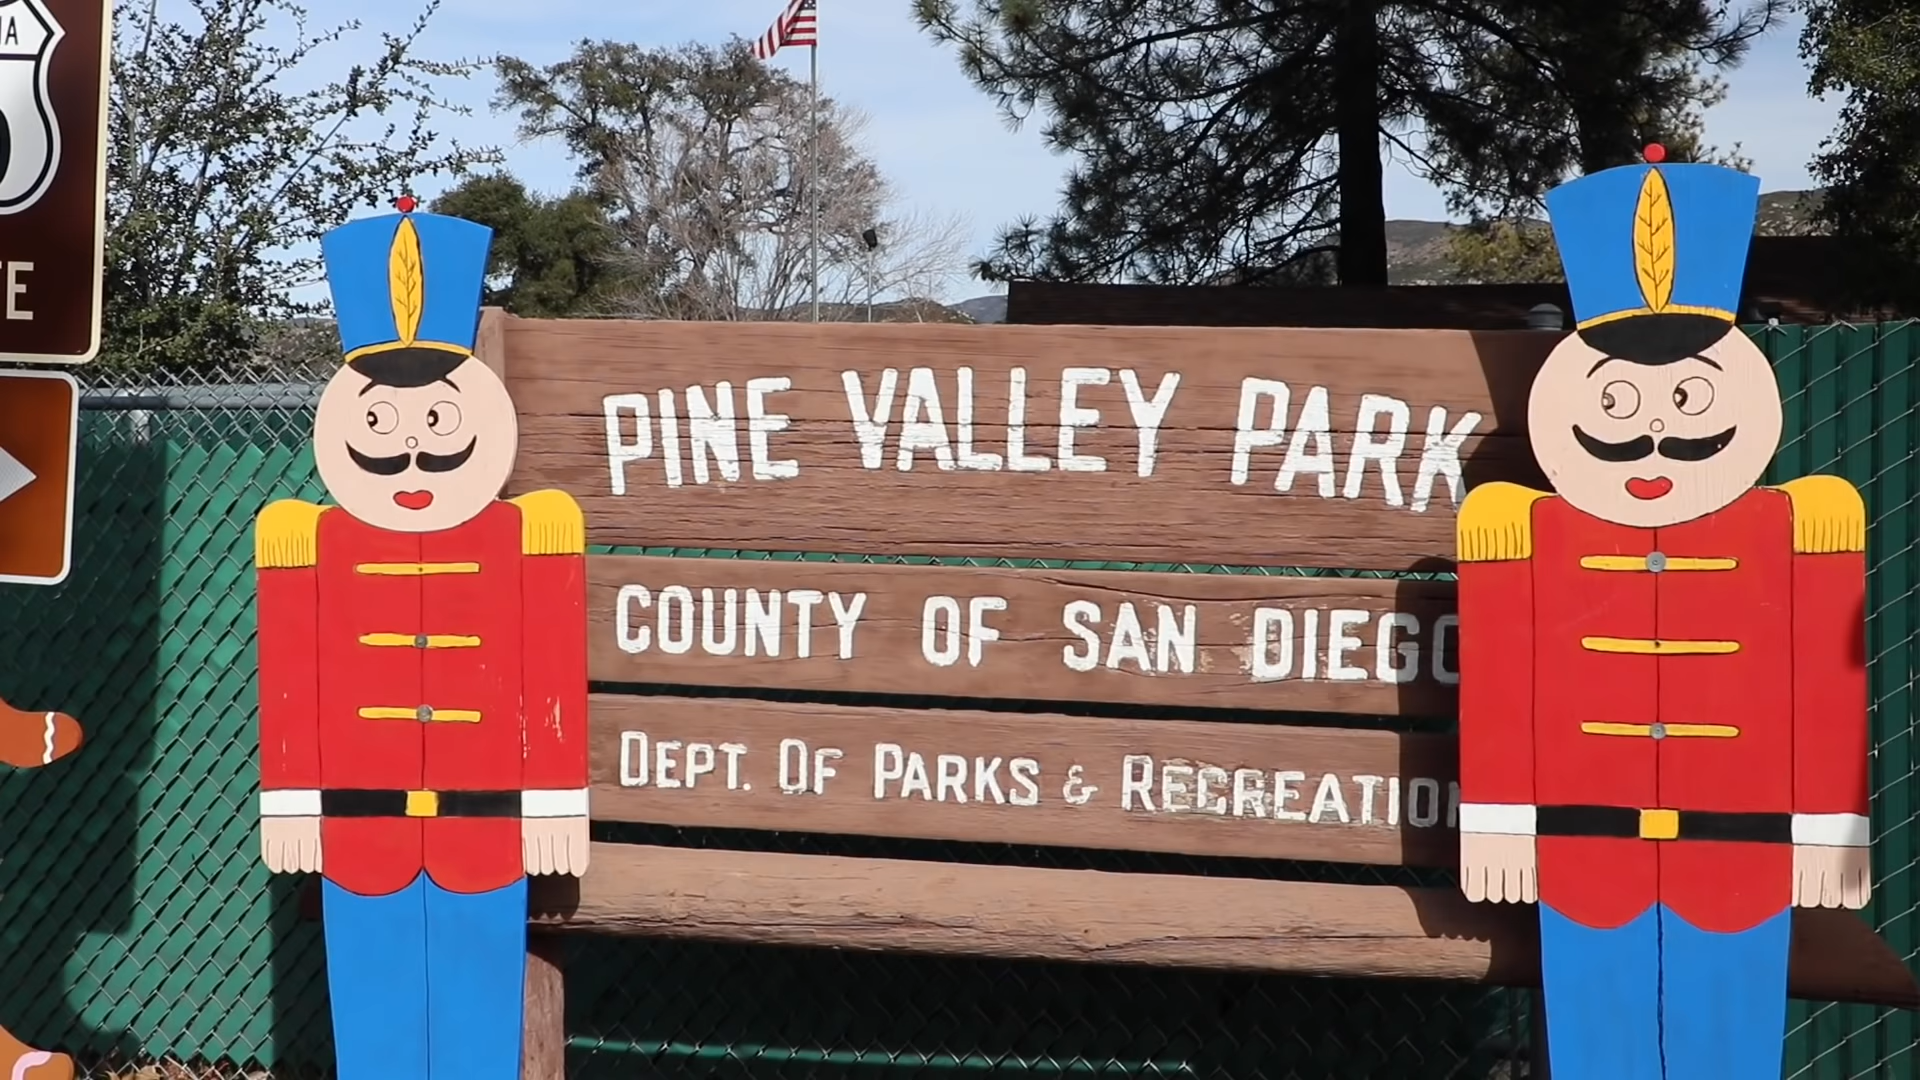 PINE VALLEY PARK
COUNTY OF SAN DIEGO
DEPT. OF PARKS & RECREATION